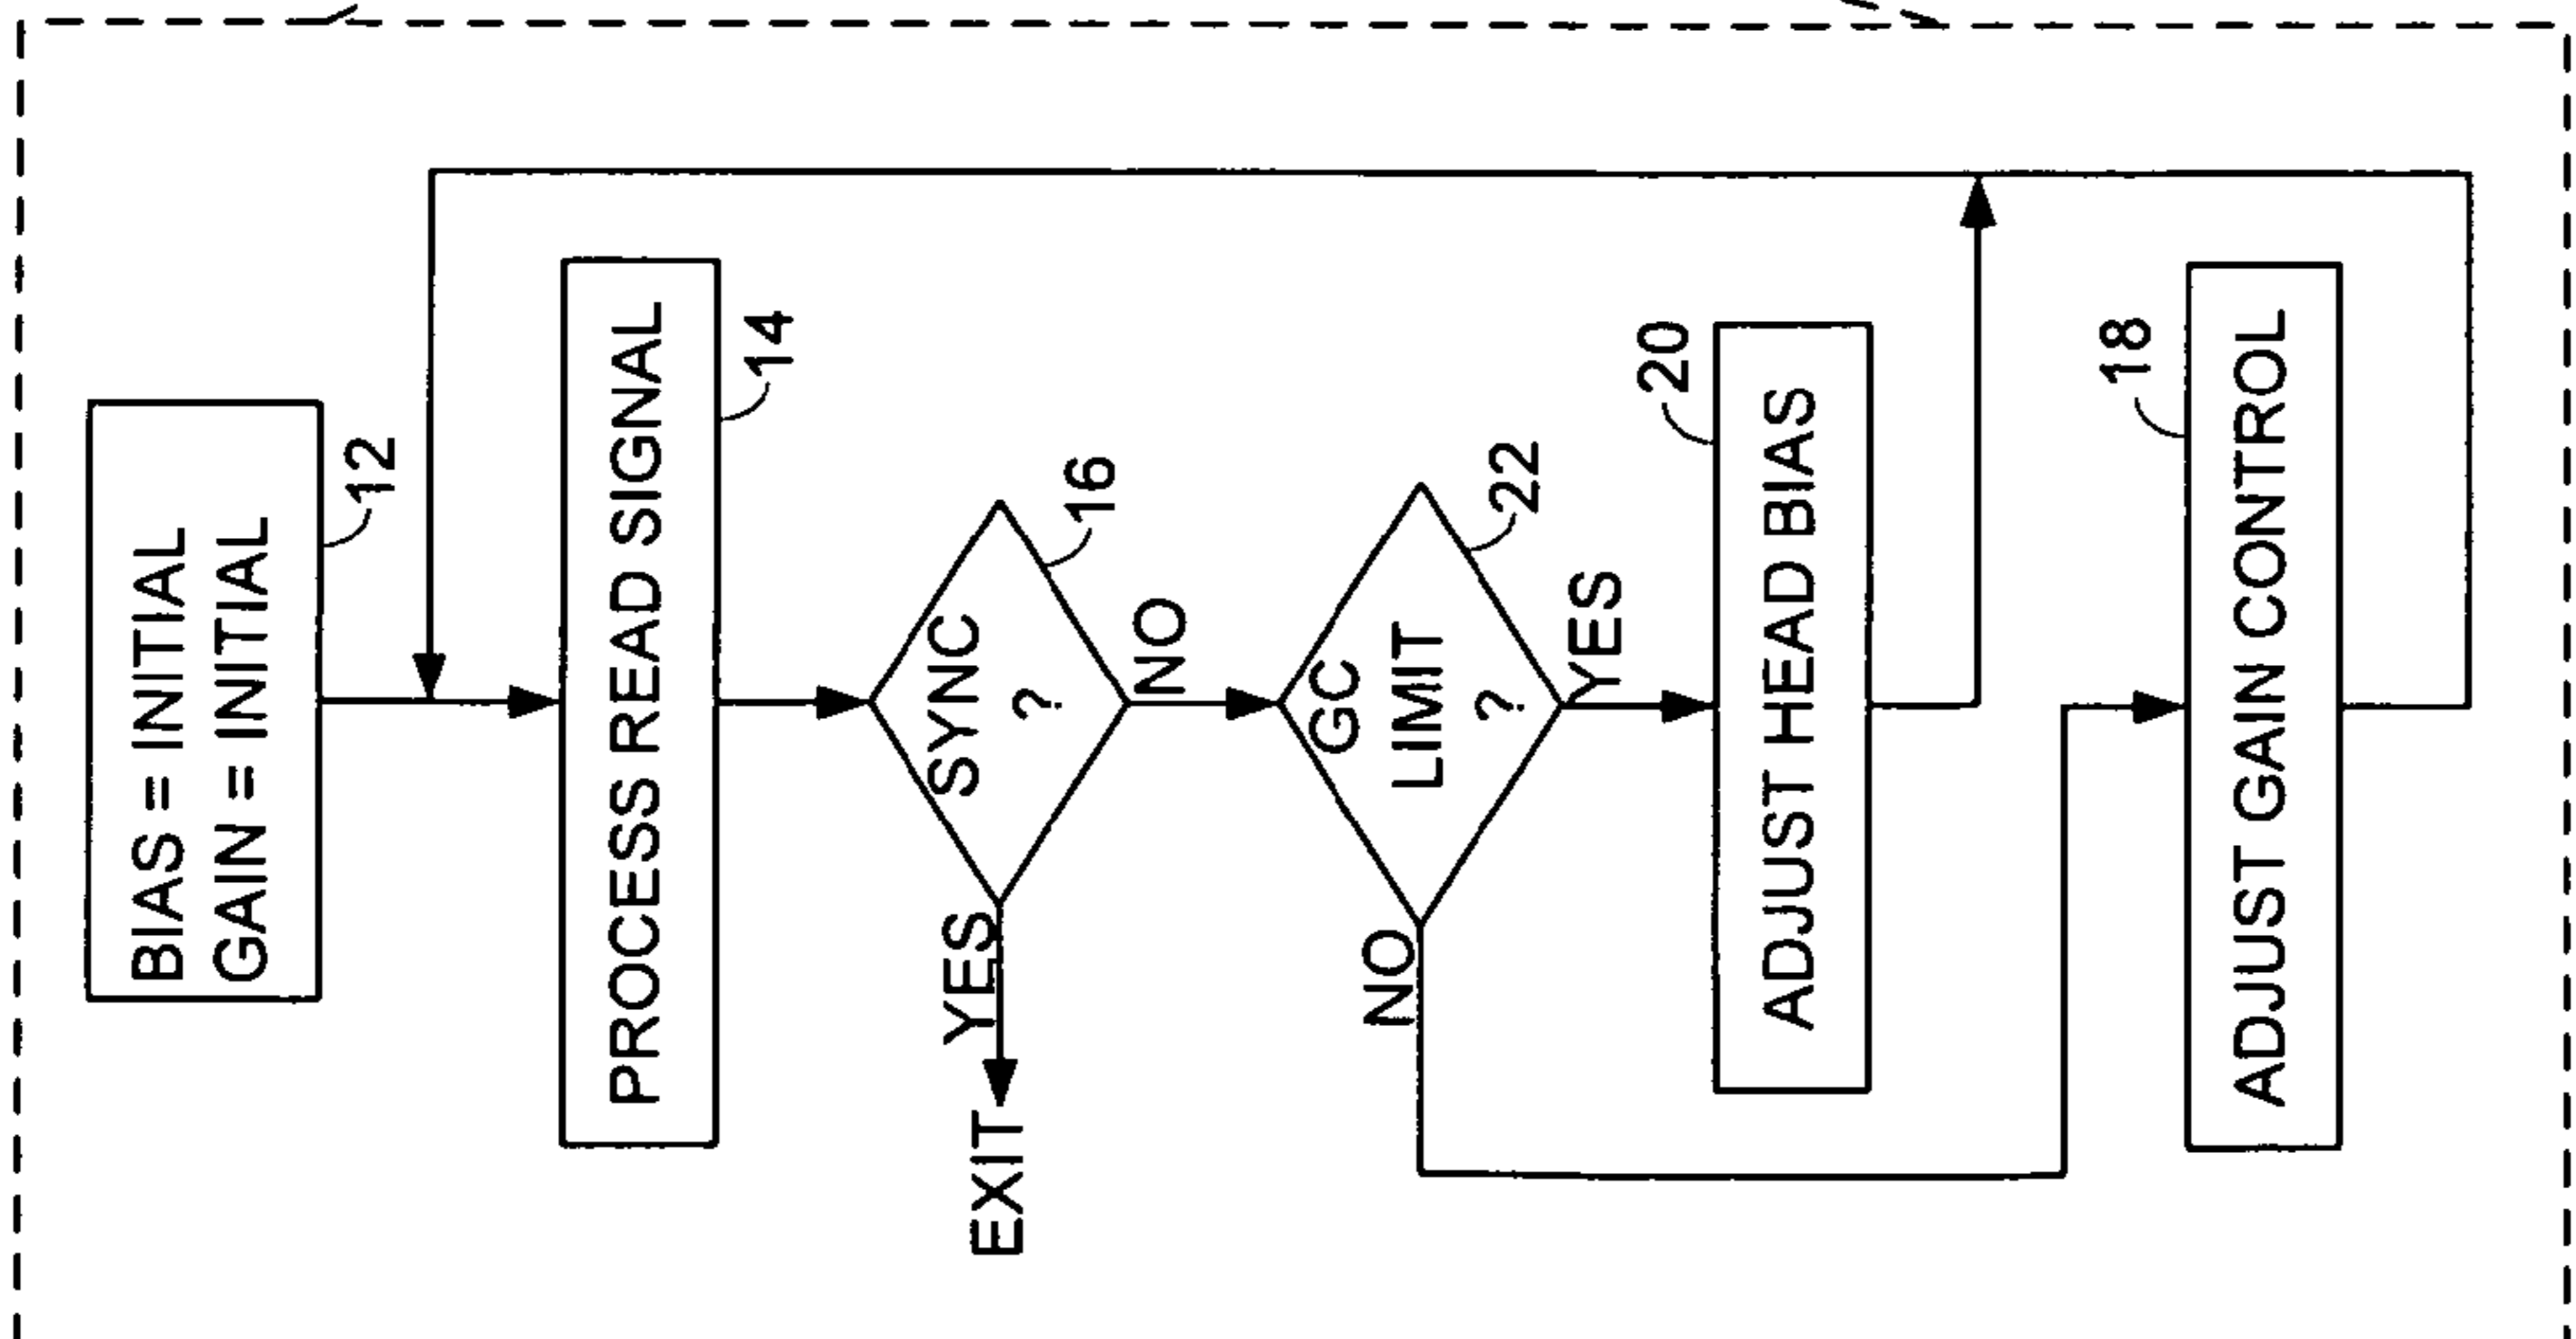 BIAS = INITIAL
GAIN = INITIAL
12
PROCESS READ SIGNAL
14
SYNC
?
16
YES
EXIT
NO
GC
LIMIT
?
22
NO
YES
20
ADJUST HEAD BIAS
18
ADJUST GAIN CONTROL